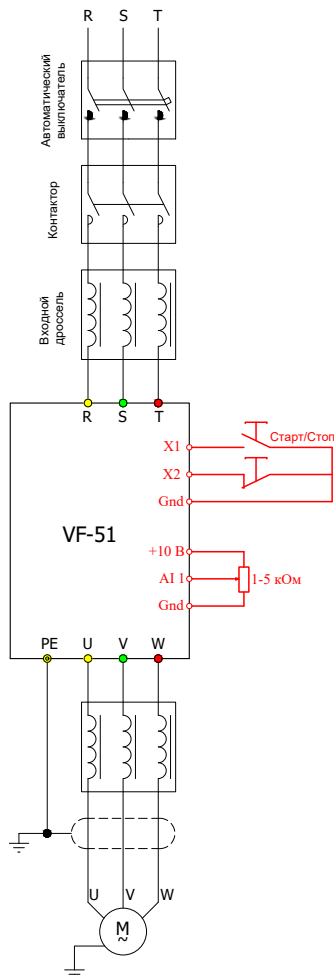 R S T
Автоматический
выключатель
Контактор
Входной
дроссель
R S T
X1
Старт/Стоп
X2
Gnd
VF-51
+10 В
AI 1
1-5 кОм
Gnd
PE U V W
U V W
M
~